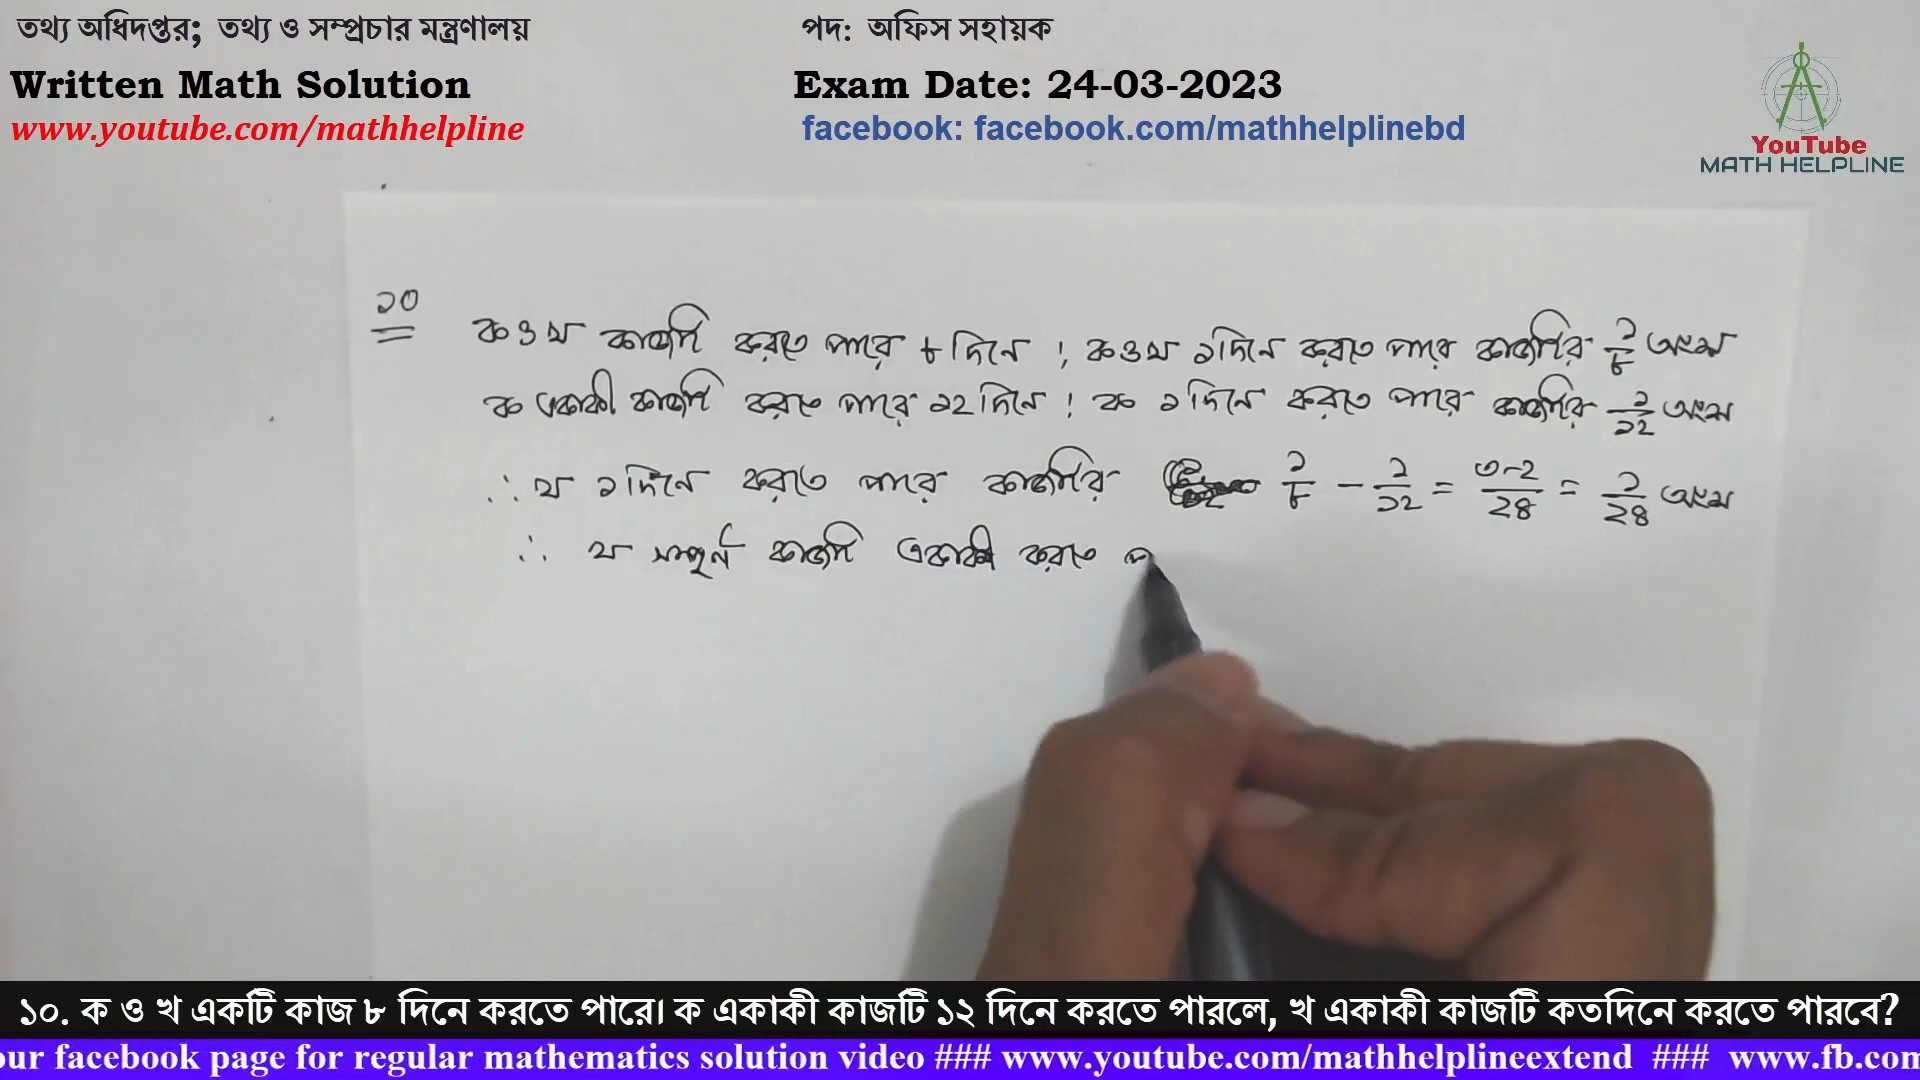 তথ্য অধিদপ্তর; তথ্য ও সম্প্রচার মন্ত্রণালয়
পদ: অফিস সহায়ক
Written Math Solution
Exam Date: 24-03-2023
www.youtube.com/mathhelpline
facebook: facebook.com/mathhelplinebd
YouTube
MATH HELPLINE
১০
ক ও খ কাজটি করতে পারে ৮ দিনে ; ক ও খ ১ দিনে করতে পারে কাজটির ১/৮ অংশ
ক একাকী কাজটি করতে পারে ১২ দিনে ; ক ১ দিনে করতে পারে কাজটির ১/১২ অংশ
∴ খ ১ দিনে করতে পারে কাজটির ১/৮ - ১/১২ = ৩-২/২৪ = ১/২৪ অংশ
∴ খ সম্পূর্ন কাজটি একাকী করতে
১০. ক ও খ একটি কাজ ৮ দিনে করতে পারে। ক একাকী কাজটি ১২ দিনে করতে পারলে, খ একাকী কাজটি কতদিনে করতে পারবে?
our facebook page for regular mathematics solution video ### www.youtube.com/mathhelplineextend ### www.fb.com